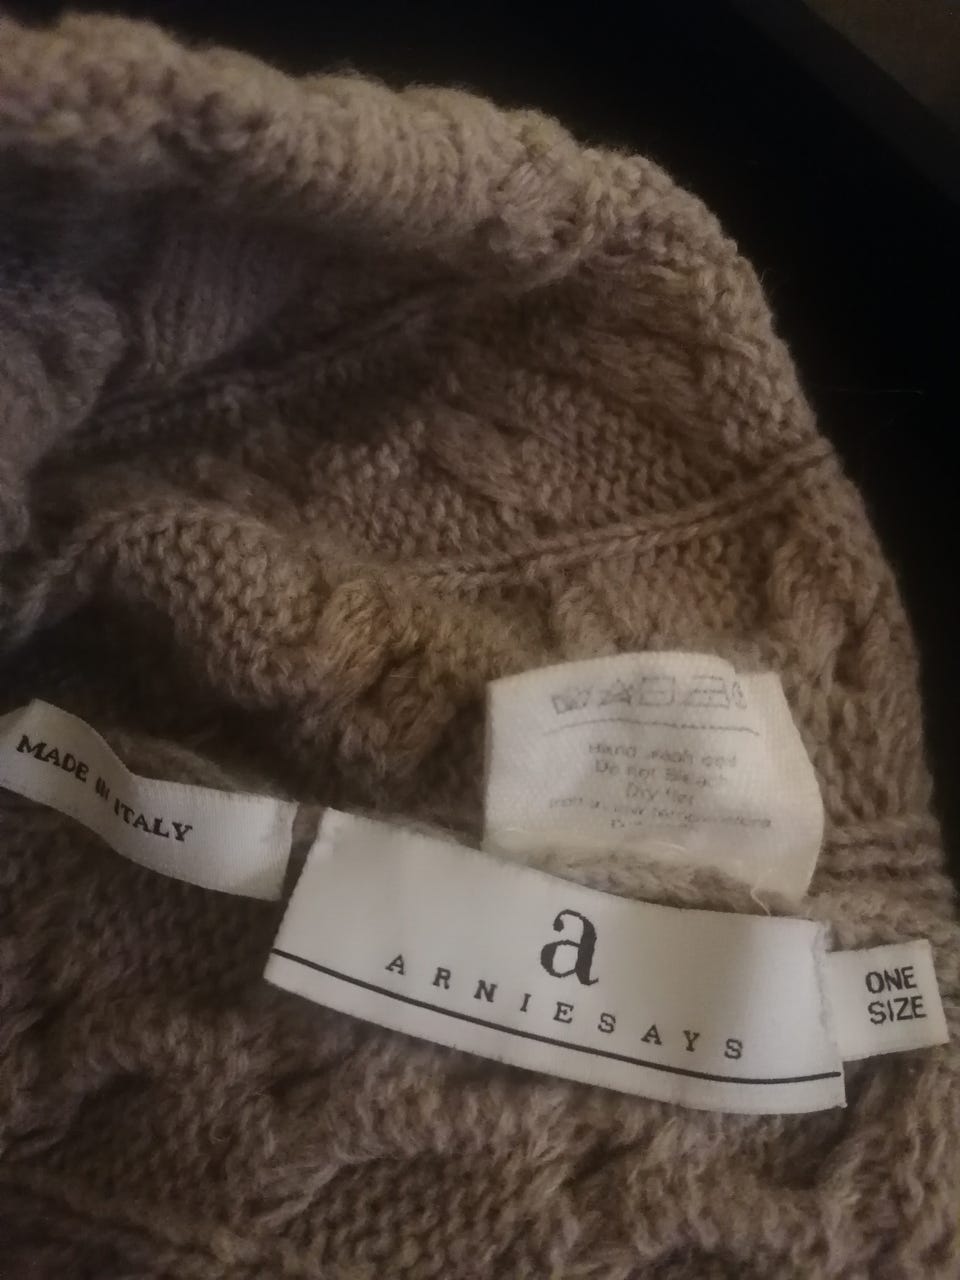 Hand wash cold
Do not Bleach
Dry flat
MADE IN ITALY
a
ARNIESAYS
ONE
SIZE